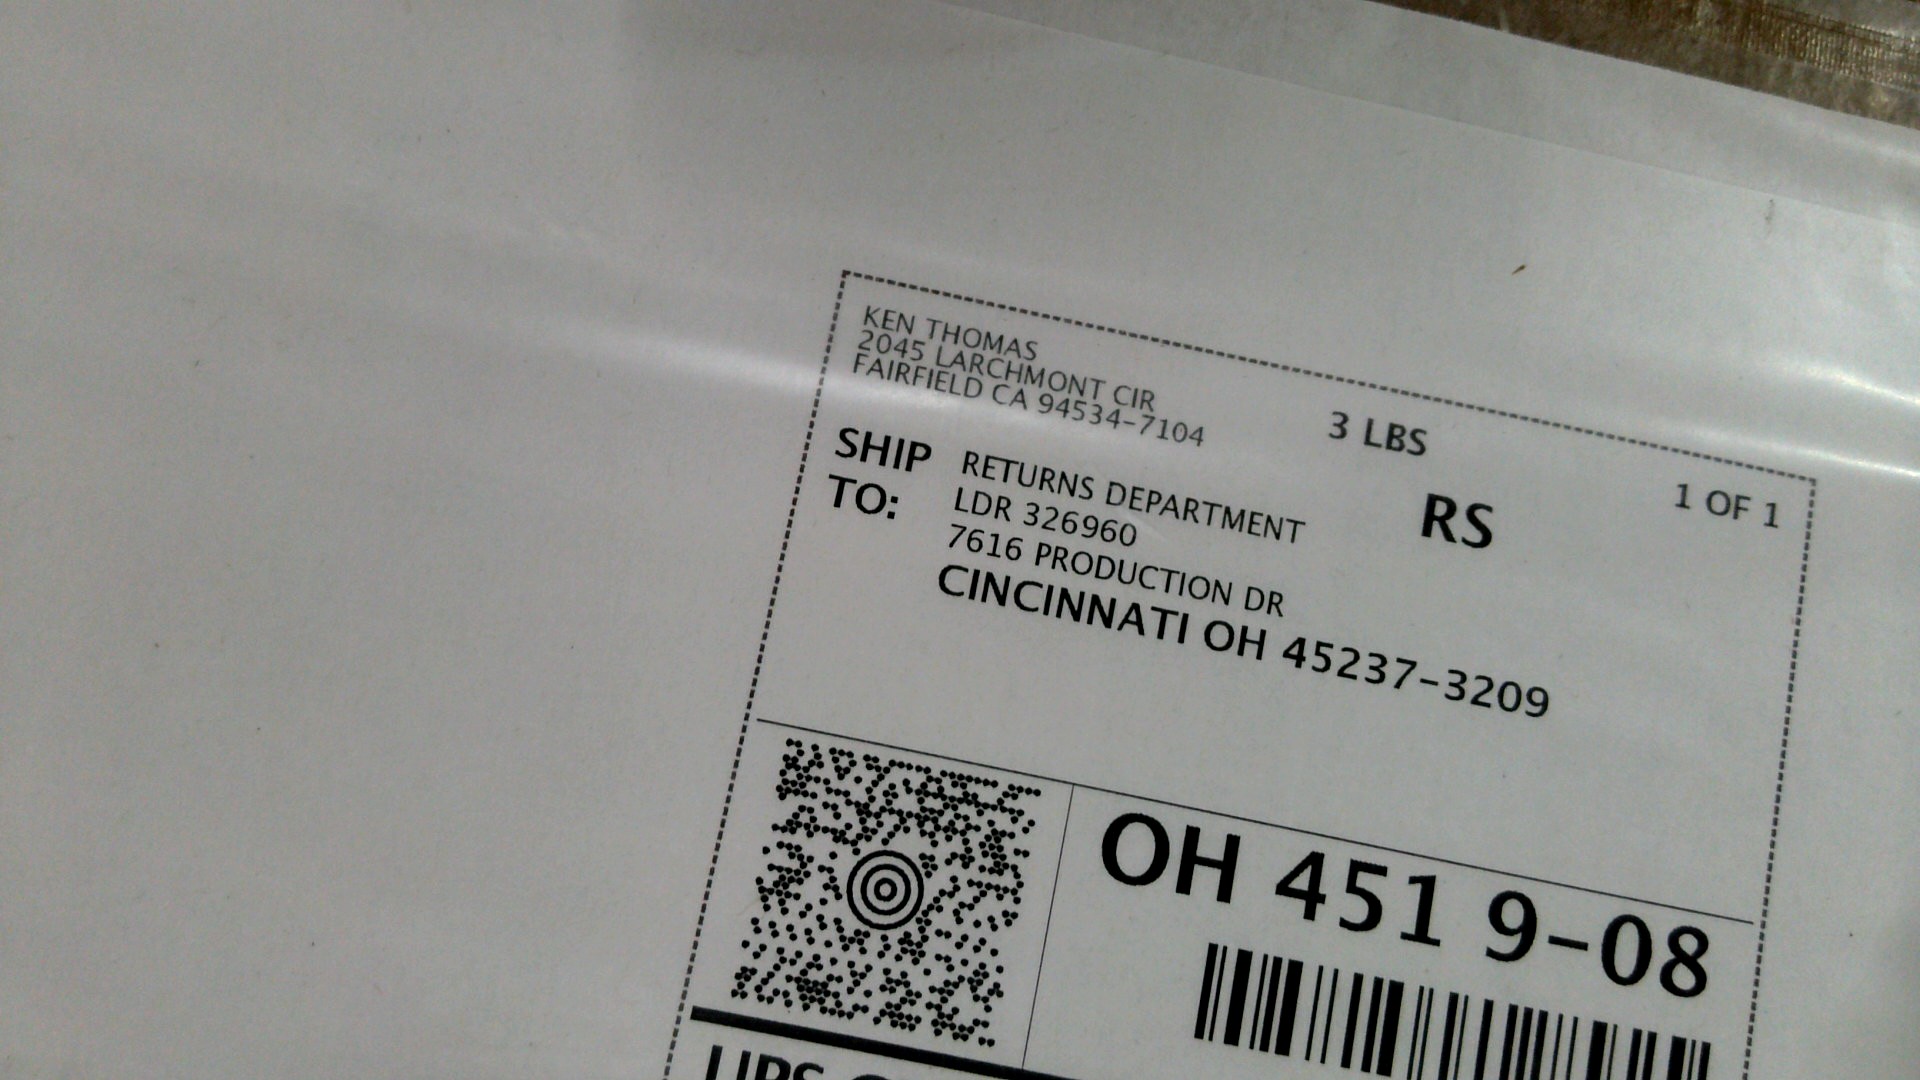 KEN THOMAS
2045 LARCHMONT CIR
FAIRFIELD CA 94534-7104
3 LBS
RS
1 OF 1
SHIP TO:
RETURNS DEPARTMENT
LDR 326960
7616 PRODUCTION DR
CINCINNATI OH 45237-3209
OH 451 9-08
UPS